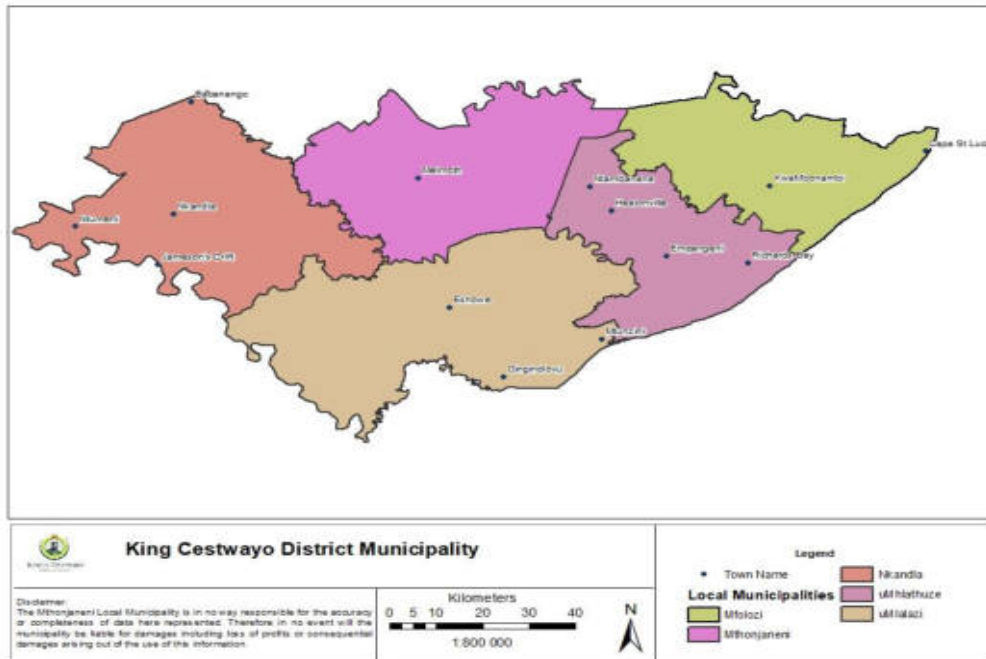 Babanango
Cape St Luc
Melmoth
Ntambanana
KwaMbonambi
Nkandla
Heatonville
Nkumeni
Empangeni
Jameson's Drift
Richards Bay
Eshowe
Mtunzini
Gingindlovu
King Cestwayo District Municipality
Disclaimer:
The Mthonjaneni Local Municipality is in no way responsible for the accuracy
or completeness of data here represented. Therefore in no event will the
municipality be liable for damages including loss of profits or consequential
damages arising out of the use of this information.
Kilometers
0 5 10 20 30 40
1:800 000
N
Legend
Town Name
Local Municipalities
Mfolozi
Mthonjaneni
Nkandla
uMhlathuze
uMlalazi